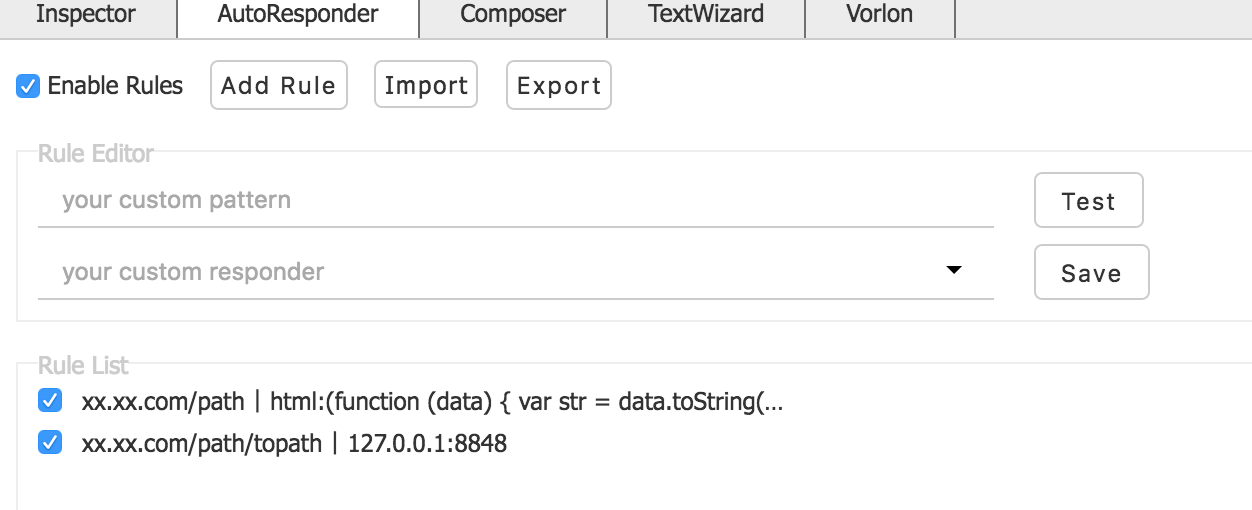 Inspector AutoResponder Composer TextWizard Vorlon
Enable Rules Add Rule Import Export
Rule Editor
your custom pattern Test
your custom responder Save
Rule List
xx.xx.com/path | html:(function (data) { var str = data.toString(...
xx.xx.com/path/topath | 127.0.0.1:8848